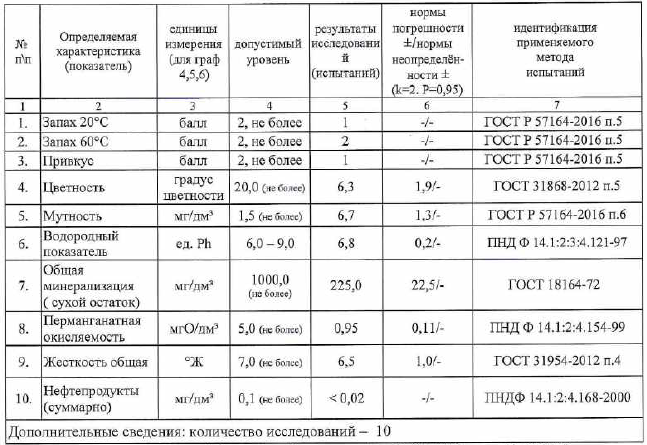 № п\п | Определяемая характеристика (показатель) | единицы измерения (для граф 4,5,6) | допустимый уровень | результаты исследований (испытаний) | нормы погрешности ±/нормы неопределённости ± (k=2. P=0,95) | идентификация применяемого метода испытаний
1 | 2 | 3 | 4 | 5 | 6 | 7
1. | Запах 20°С | балл | 2, не более | 1 | -/- | ГОСТ Р 57164-2016 п.5
2. | Запах 60°С | балл | 2, не более | 2 | -/- | ГОСТ Р 57164-2016 п.5
3. | Привкус | балл | 2, не более | 1 | -/- | ГОСТ Р 57164-2016 п.5
4. | Цветность | градус цветности | 20,0 (не более) | 6,3 | 1,9/- | ГОСТ 31868-2012 п.5
5. | Мутность | мг/дм³ | 1,5 (не более) | 6,7 | 1,3/- | ГОСТ Р 57164-2016 п.6
6. | Водородный показатель | ед. Ph | 6,0 – 9,0 | 6,8 | 0,2/- | ПНД Ф 14.1:2:3:4.121-97
7. | Общая минерализация ( сухой остаток) | мг/дм³ | 1000,0 (не более) | 225,0 | 22,5/- | ГОСТ 18164-72
8. | Перманганатная окисляемость | мгО/дм³ | 5,0 (не более) | 0,95 | 0,11/- | ПНД Ф 14.1:2:4.154-99
9. | Жесткость общая | °Ж | 7,0 (не более) | 6,5 | 1,0/- | ГОСТ 31954-2012 п.4
10. | Нефтепродукты (суммарно) | мг/дм³ | 0,1 (не более) | < 0,02 | -/- | ПНДФ 14.1:2:4.168-2000
Дополнительные сведения: количество исследований – 10